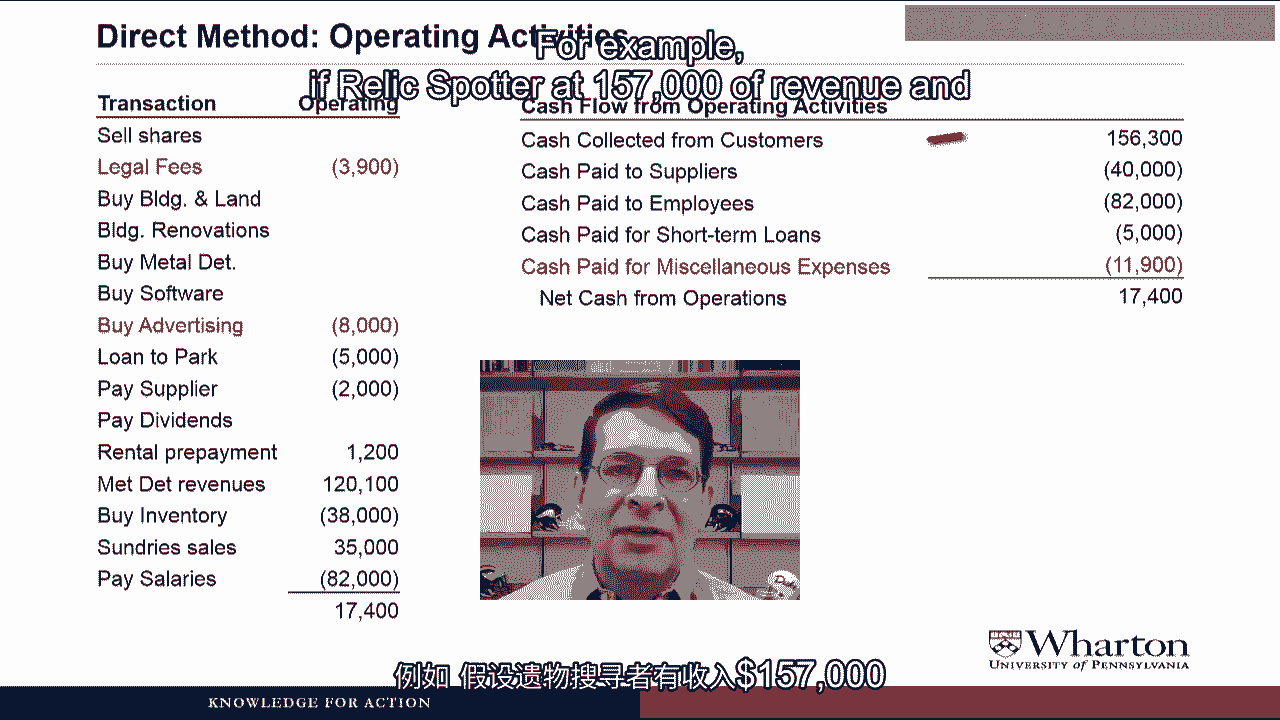 Direct Method: Operating Activities
For example,
if Relic Spotter at 157,000 of revenue and
Transaction Operating
Sell shares
Legal Fees (3,900)
Buy Bldg. & Land
Bldg. Renovations
Buy Metal Det.
Buy Software
Buy Advertising (8,000)
Loan to Park (5,000)
Pay Supplier (2,000)
Pay Dividends
Rental prepayment 1,200
Met Det revenues 120,100
Buy Inventory (38,000)
Sundries sales 35,000
Pay Salaries (82,000)
17,400
Cash Flow from Operating Activities
Cash Collected from Customers 156,300
Cash Paid to Suppliers (40,000)
Cash Paid to Employees (82,000)
Cash Paid for Short-term Loans (5,000)
Cash Paid for Miscellaneous Expenses (11,900)
Net Cash from Operations 17,400
Wharton
UNIVERSITY of PENNSYLVANIA
例如 假设遗物搜寻者有收入$157,000
KNOWLEDGE FOR ACTION